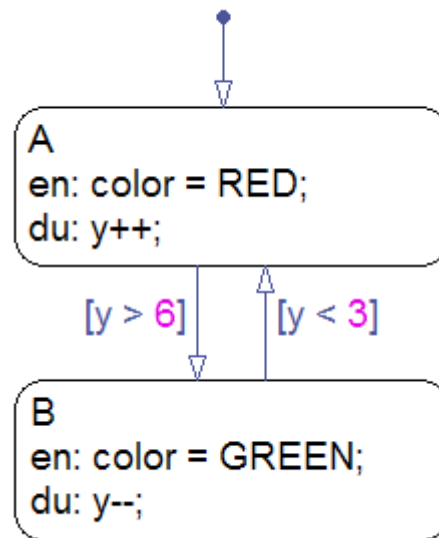 A
en: color = RED;
du: y++;
[y > 6] [y < 3]
B
en: color = GREEN;
du: y--;